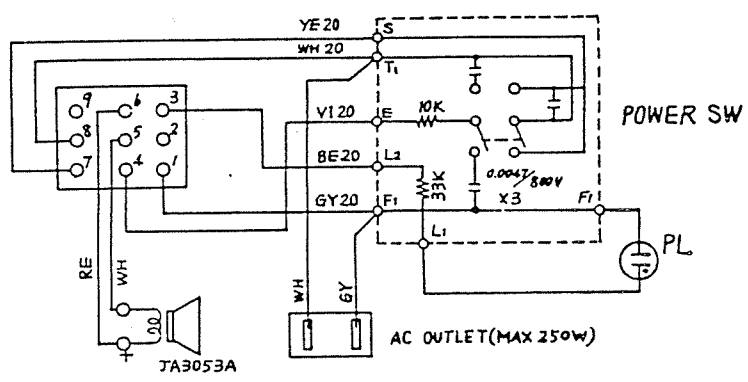 YE 20
S
WH 20
T1
POWER SW
9
6
3
8
5
2
7
4
1
VI 20
E
10K
BE 20
L2
33K
0.0047/800V
X3
GY 20
F1
F1
L1
PL
RE
WH
WH
GY
AC OUTLET (MAX 250W)
+
JA3053A